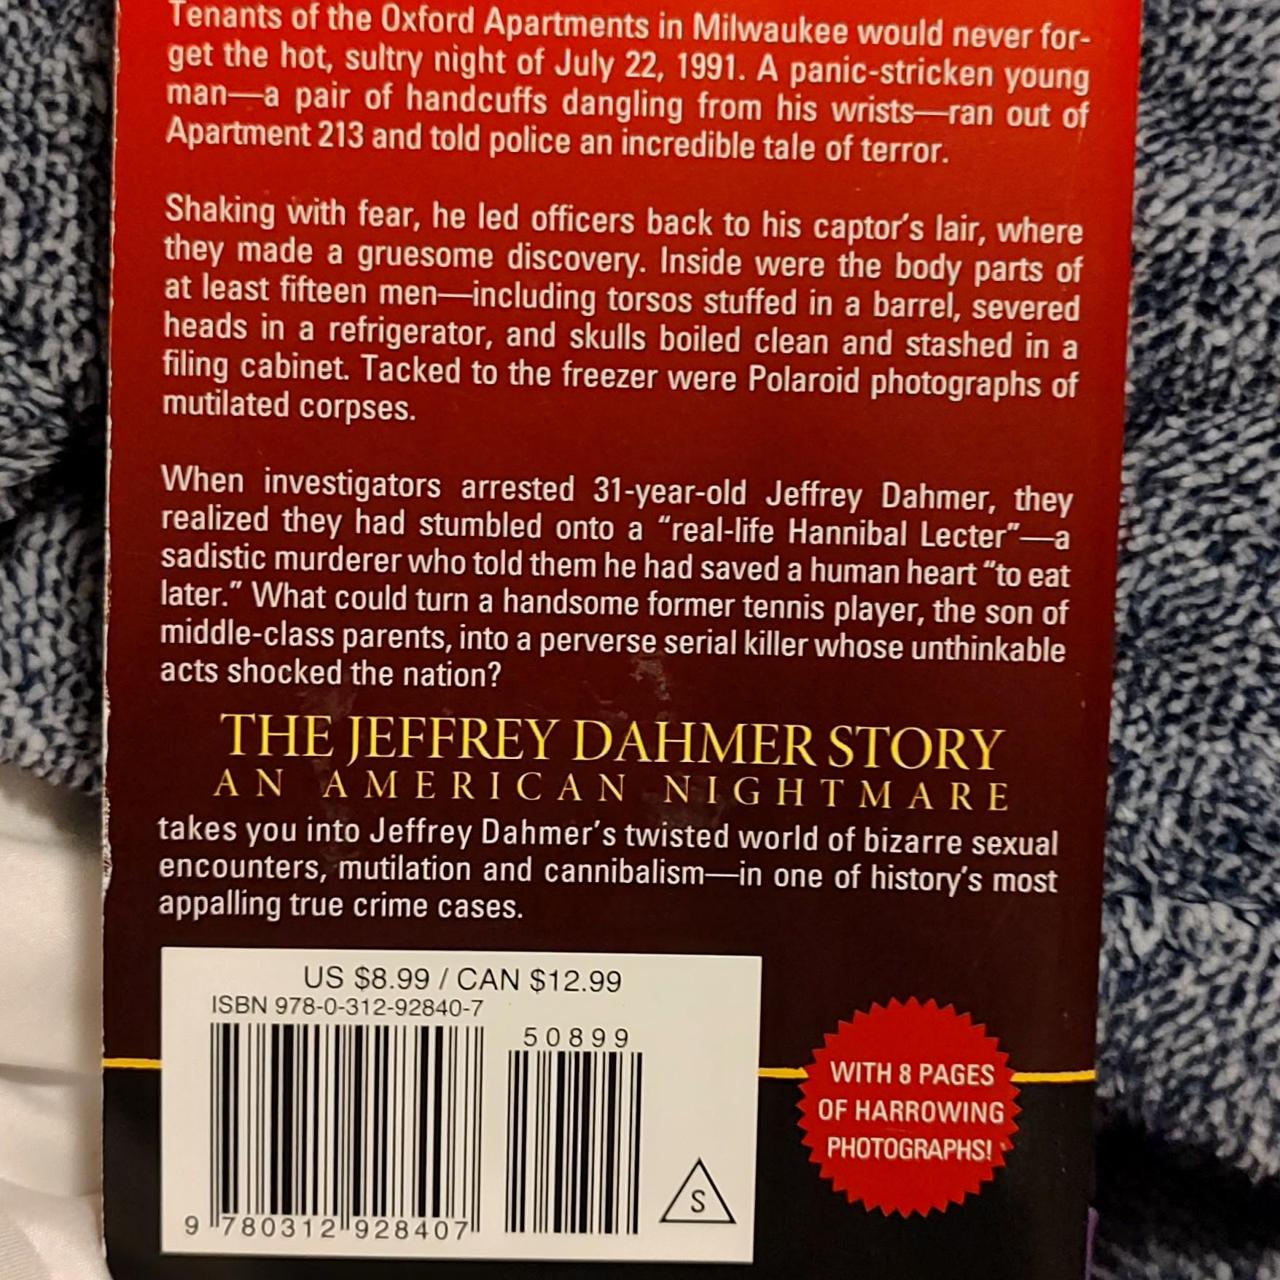 Tenants of the Oxford Apartments in Milwaukee would never for-
get the hot, sultry night of July 22, 1991. A panic-stricken young
man—a pair of handcuffs dangling from his wrists—ran out of
Apartment 213 and told police an incredible tale of terror.
Shaking with fear, he led officers back to his captor's lair, where
they made a gruesome discovery. Inside were the body parts of
at least fifteen men—including torsos stuffed in a barrel, severed
heads in a refrigerator, and skulls boiled clean and stashed in a
filing cabinet. Tacked to the freezer were Polaroid photographs of
mutilated corpses.
When investigators arrested 31-year-old Jeffrey Dahmer, they
realized they had stumbled onto a "real-life Hannibal Lecter"—a
sadistic murderer who told them he had saved a human heart "to eat
later." What could turn a handsome former tennis player, the son of
middle-class parents, into a perverse serial killer whose unthinkable
acts shocked the nation?
THE JEFFREY DAHMER STORY
AN AMERICAN NIGHTMARE
takes you into Jeffrey Dahmer's twisted world of bizarre sexual
encounters, mutilation and cannibalism—in one of history's most
appalling true crime cases.
US $8.99 / CAN $12.99
ISBN 978-0-312-92840-7
50899
9 780312 928407
S
WITH 8 PAGES
OF HARROWING
PHOTOGRAPHS!